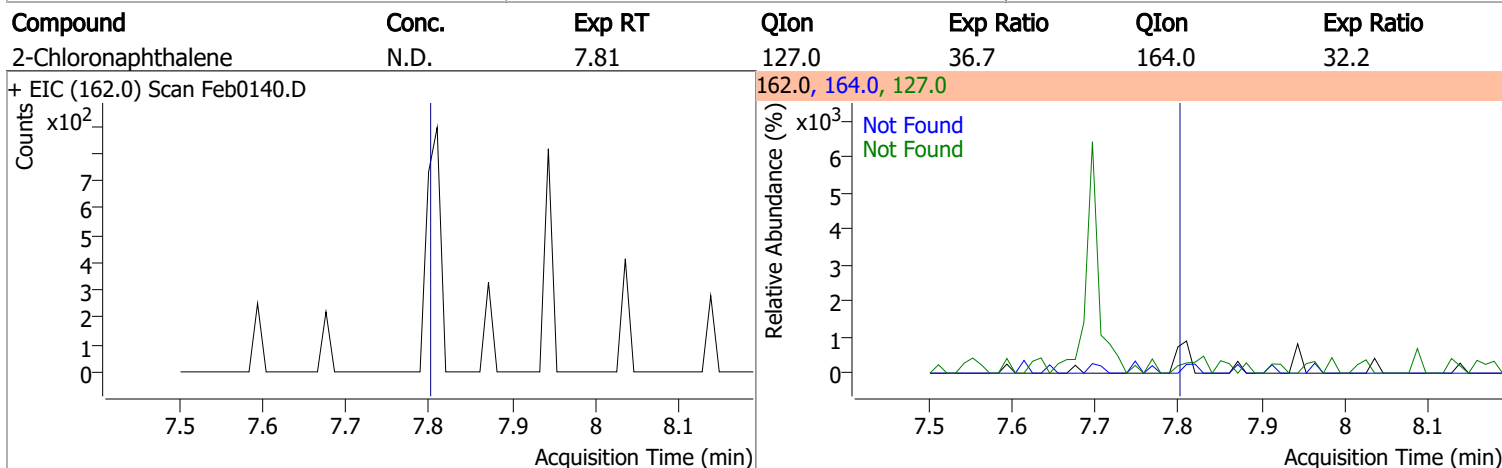 Compound Conc. Exp RT QIon Exp Ratio QIon Exp Ratio
2-Chloronaphthalene N.D. 7.81 127.0 36.7 164.0 32.2
+ EIC (162.0) Scan Feb0140.D
Counts
x10²
7
6
5
4
3
2
1
0
7.5 7.6 7.7 7.8 7.9 8 8.1
Acquisition Time (min)
162.0, 164.0, 127.0
Relative Abundance (%)
x10³
Not Found
Not Found
6
5
4
3
2
1
0
7.5 7.6 7.7 7.8 7.9 8 8.1
Acquisition Time (min)